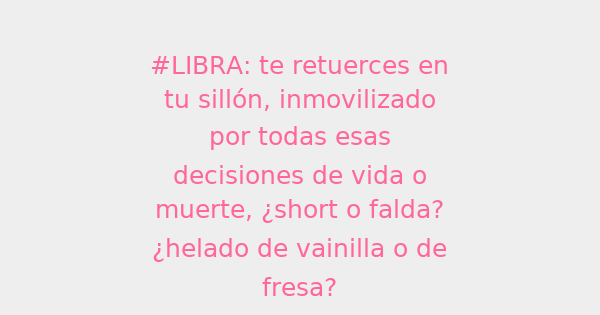 #LIBRA: te retuerces en
tu sillón, inmovilizado
por todas esas
decisiones de vida o
muerte, ¿short o falda?
¿helado de vainilla o de
fresa?